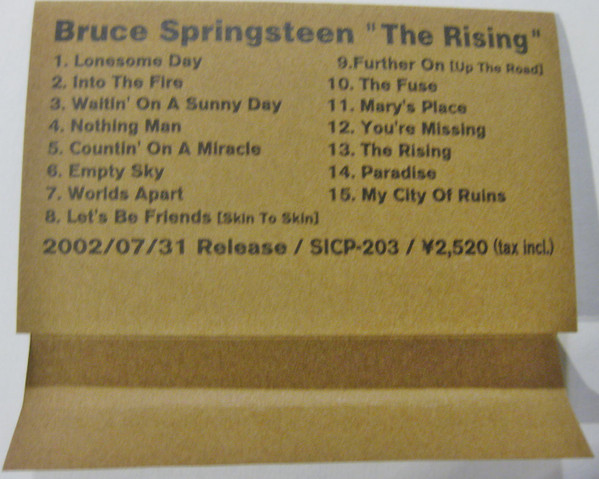 Bruce Springsteen "The Rising"
1. Lonesome Day
2. Into The Fire
3. Waitin' On A Sunny Day
4. Nothing Man
5. Countin' On A Miracle
6. Empty Sky
7. Worlds Apart
8. Let's Be Friends [Skin To Skin]
9.Further On [Up The Road]
10. The Fuse
11. Mary's Place
12. You're Missing
13. The Rising
14. Paradise
15. My City Of Ruins
2002/07/31 Release / SICP-203 / ¥2,520 (tax incl.)